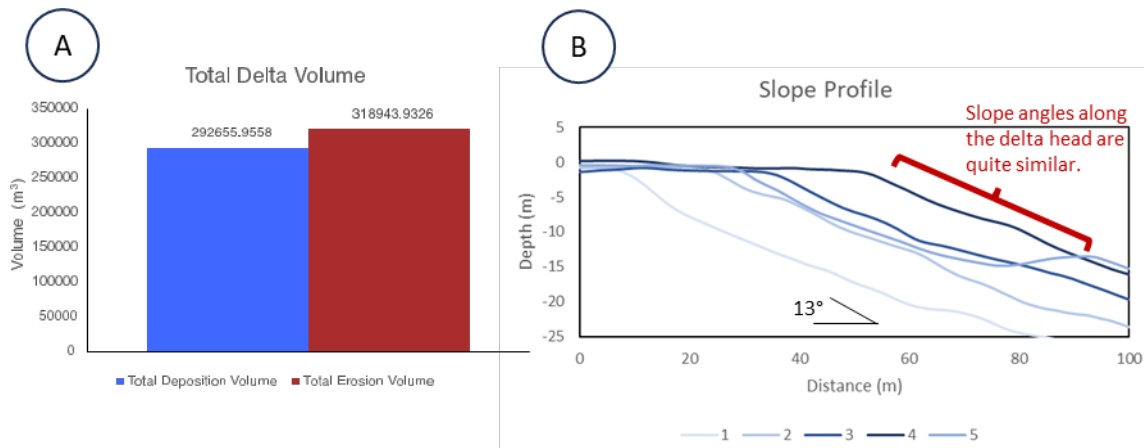 A
Total Delta Volume
350000
300000
250000
200000
150000
100000
50000
0
Volume (m³)
292655.9558
318943.9326
Total Deposition Volume
Total Erosion Volume
B
Slope Profile
Slope angles along
the delta head are
quite similar.
5
0
-5
-10
-15
-20
-25
Depth (m)
13°
0 20 40 60 80 100
Distance (m)
1 2 3 4 5